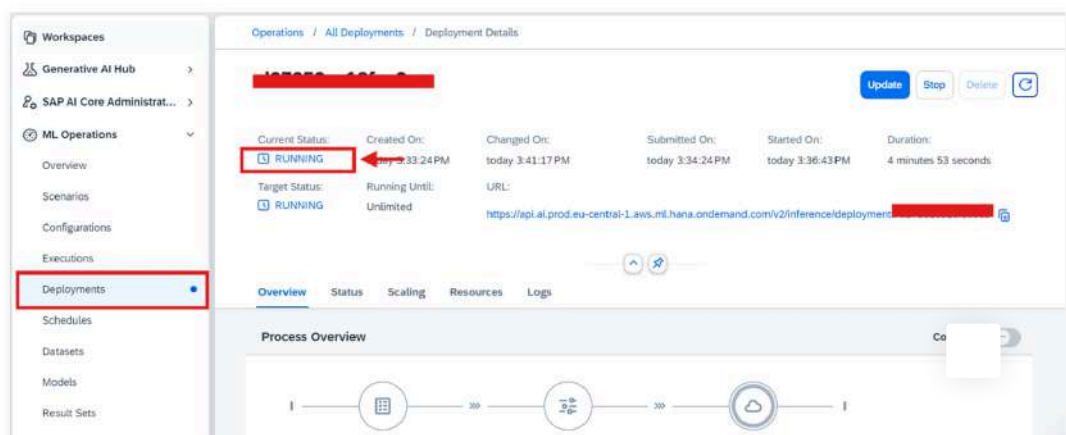 Workspaces
Generative AI Hub
SAP AI Core Administrat...
ML Operations
Overview
Scenarios
Configurations
Executions
Deployments
Schedules
Datasets
Models
Result Sets
Operations / All Deployments / Deployment Details
Update Stop Delete
Current Status: Created On: Changed On: Submitted On: Started On: Duration:
RUNNING 3:33:24 PM today 3:41:17 PM today 3:34:24 PM today 3:36:43 PM 4 minutes 53 seconds
Target Status: Running Until: URL:
RUNNING Unlimited
https://api.ai.prod.eu-central-1.aws.ml.hana.ondemand.com/v2/inference/deployment
Overview Status Scaling Resources Logs
Process Overview